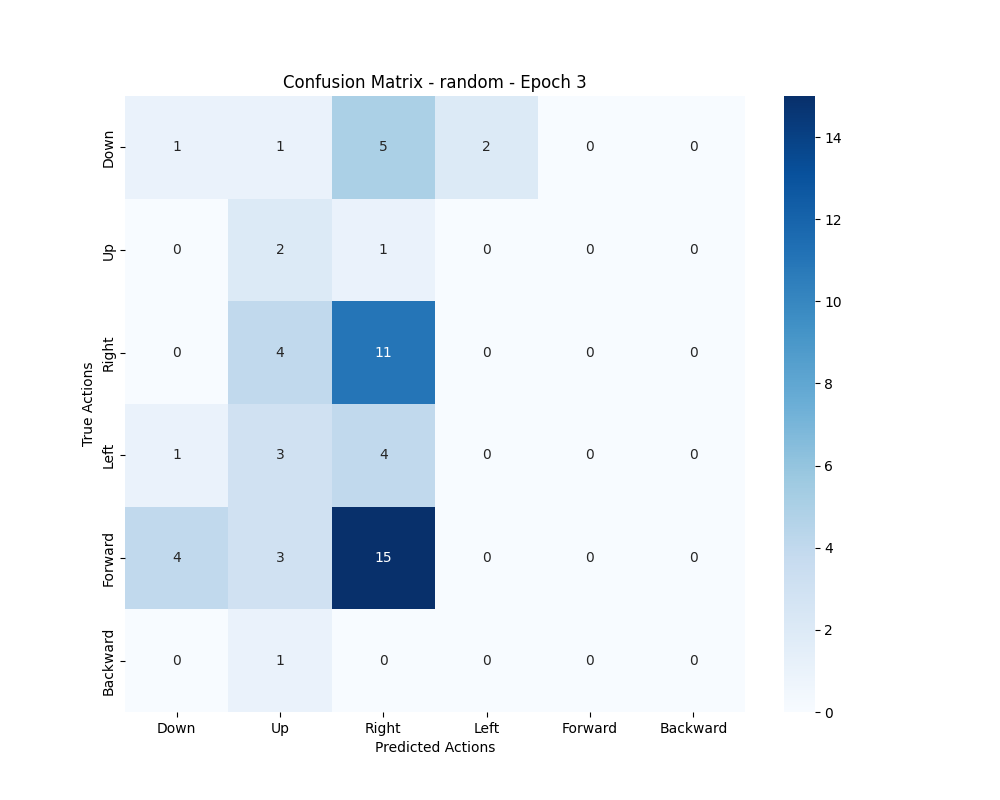 Confusion Matrix - random - Epoch 3
True Actions
Down 1 1 5 2 0 0
Up 0 2 1 0 0 0
Right 0 4 11 0 0 0
Left 1 3 4 0 0 0
Forward 4 3 15 0 0 0
Backward 0 1 0 0 0 0
Down Up Right Left Forward Backward
Predicted Actions
14
12
10
8
6
4
2
0